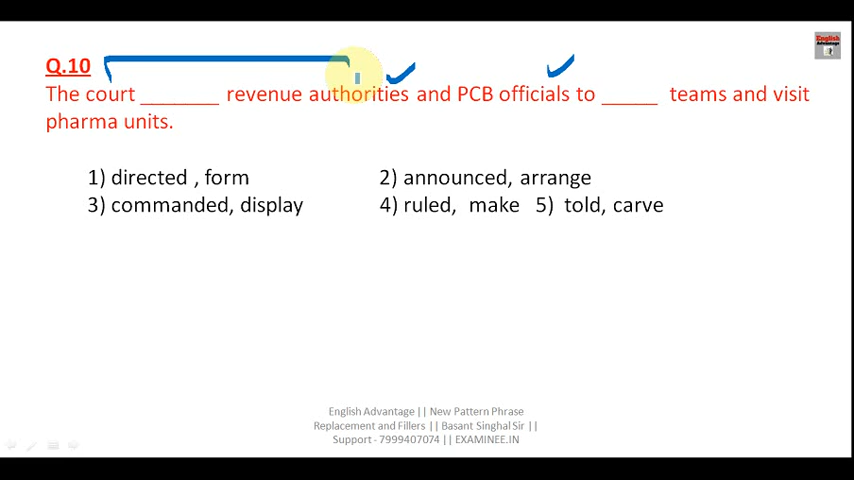 English
Advantage
Q.10
The court _______ revenue authorities and PCB officials to _____ teams and visit
pharma units.
1) directed , form 2) announced, arrange
3) commanded, display 4) ruled, make 5) told, carve
English Advantage || New Pattern Phrase
Replacement and Fillers || Basant Singhal Sir ||
Support - 7999407074 || EXAMINEE.IN